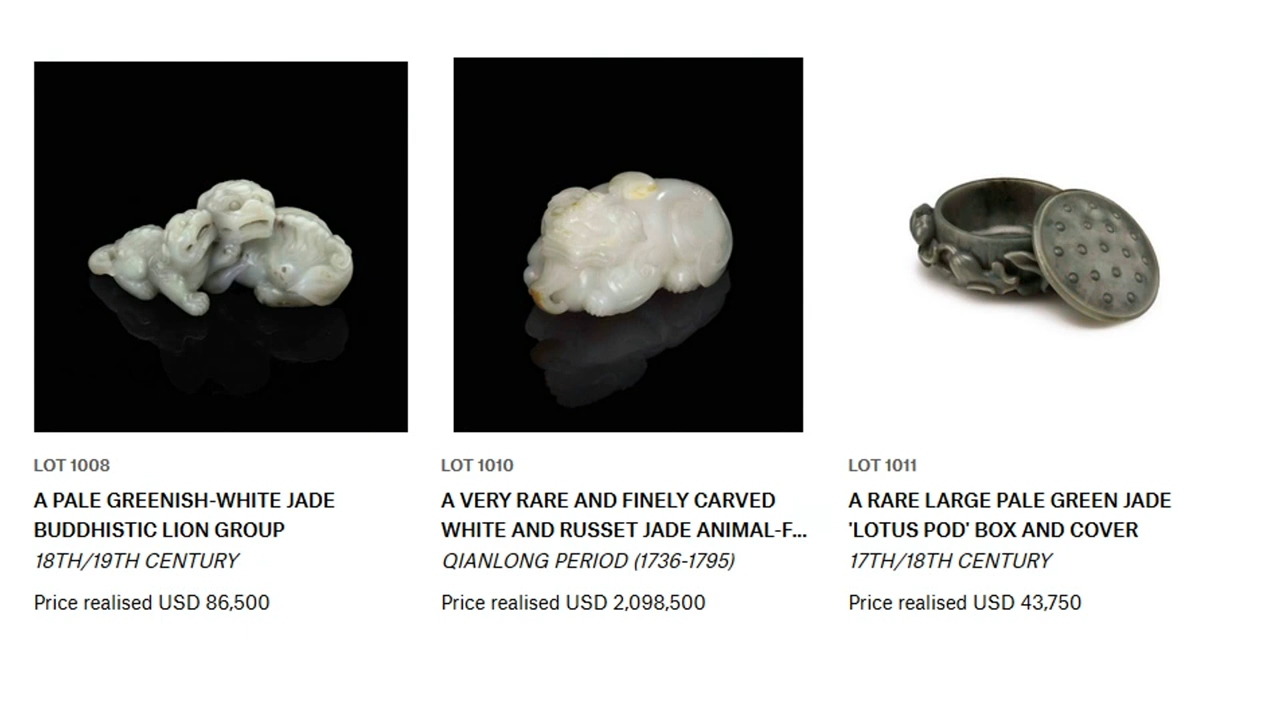 LOT 1008
A PALE GREENISH-WHITE JADE
BUDDHISTIC LION GROUP
18TH/19TH CENTURY
Price realised USD 86,500
LOT 1010
A VERY RARE AND FINELY CARVED
WHITE AND RUSSET JADE ANIMAL-F...
QIANLONG PERIOD (1736-1795)
Price realised USD 2,098,500
LOT 1011
A RARE LARGE PALE GREEN JADE
'LOTUS POD' BOX AND COVER
17TH/18TH CENTURY
Price realised USD 43,750